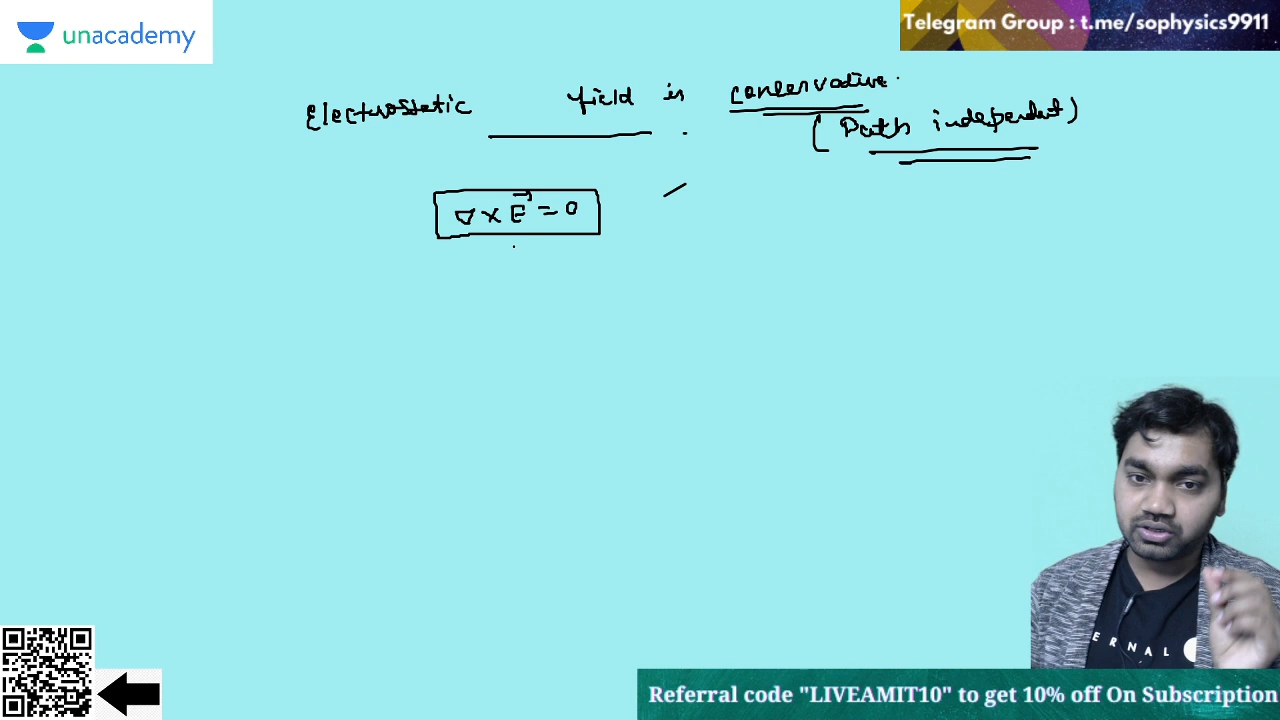 unacademy
Telegram Group : t.me/sophysics9911
Electrostatic field is conservative.
(Path independent)
∇ × E⃗ = 0
ERNAL
Referral code "LIVEAMIT10" to get 10% off On Subscription